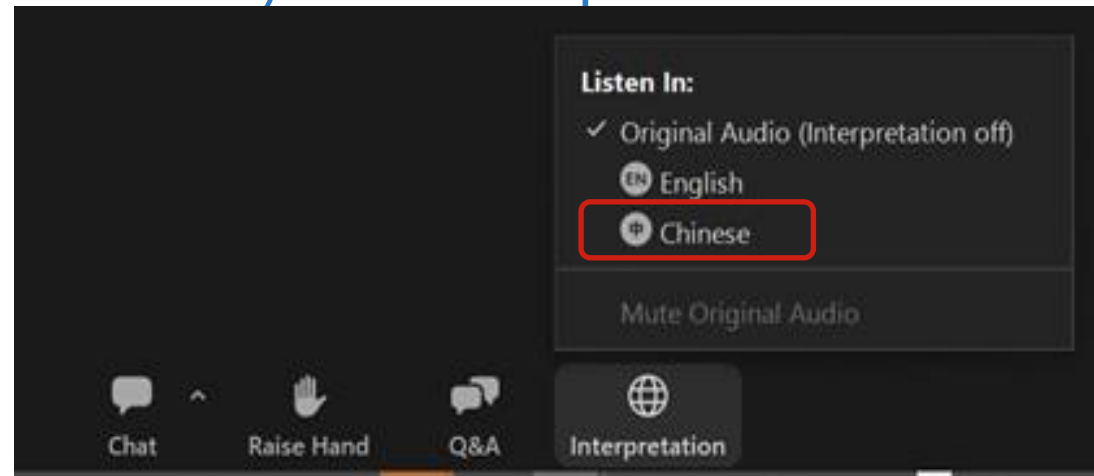 Listen In:
✓ Original Audio (Interpretation off)
EN English
中 Chinese
Mute Original Audio
Chat Raise Hand Q&A Interpretation